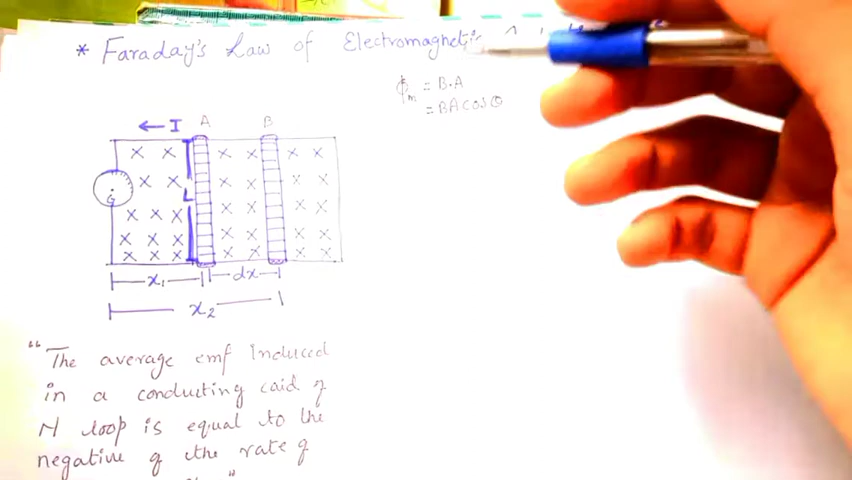 * Faraday's Law of Electromagnetic
ϕm = B.A
= BA cos θ
← I
A
B
G
L
x1
dx
x2
"The average emf Induced
in a conducting coil of
N loop is equal to the
negative of the rate of